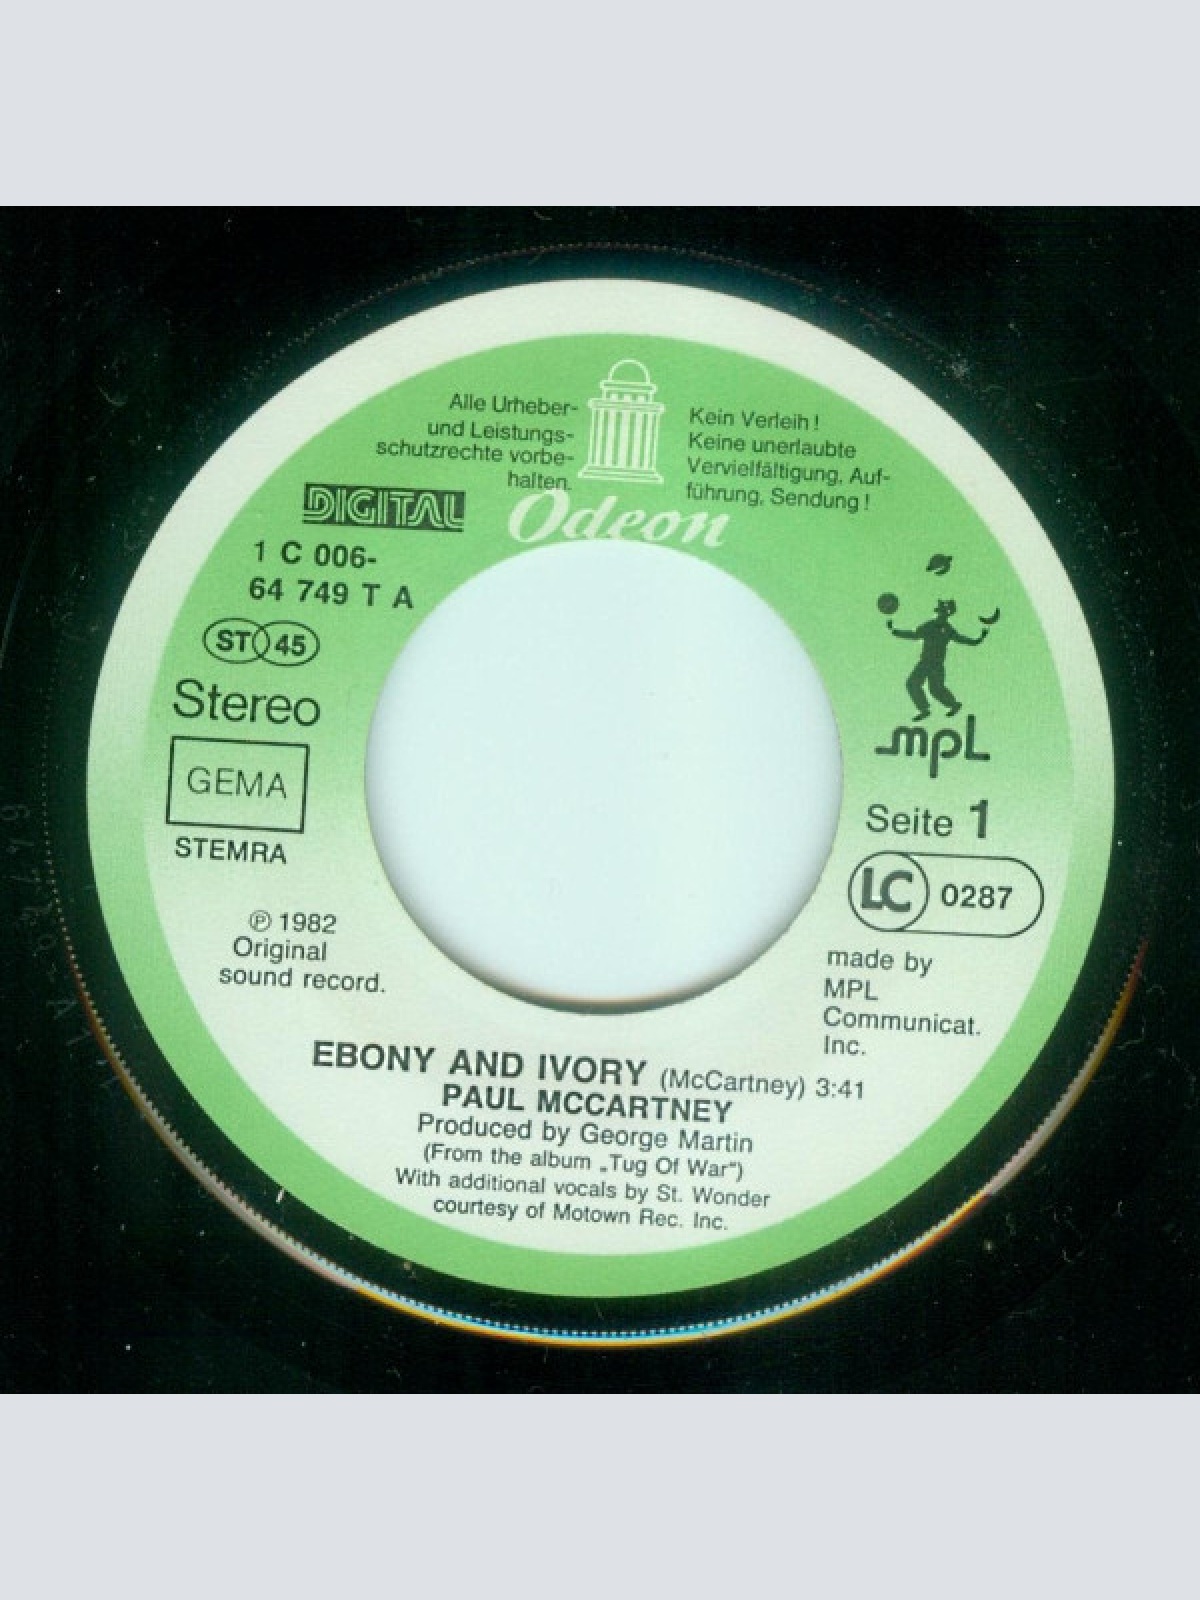 Alle Urheber-
und Leistungs-
schutzrechte vorbe-
halten.
Kein Verleih!
Keine unerlaubte
Vervielfältigung, Auf-
führung, Sendung!
Odeon
DIGITAL
1 C 006-
64 749 T A
ST 45
Stereo
GEMA
STEMRA
℗ 1982
Original
sound record.
mpL
Seite 1
LC 0287
made by
MPL
Communicat.
Inc.
EBONY AND IVORY (McCartney) 3:41
PAUL MCCARTNEY
Produced by George Martin
(From the album „Tug Of War“)
With additional vocals by St. Wonder
courtesy of Motown Rec. Inc.